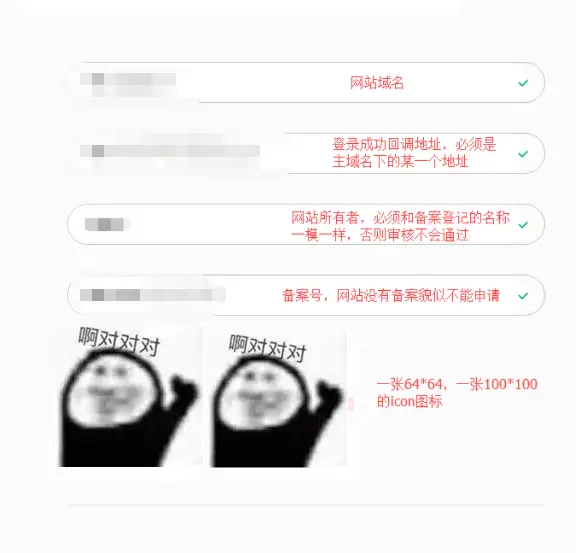 网站域名
登录成功回调地址，必须是
主域名下的某一个地址
网站所有者，必须和备案登记的名称
一模一样，否则审核不会通过
备案号，网站没有备案貌似不能申请
啊对对对
啊对对对
一张64*64，一张100*100
的icon图标